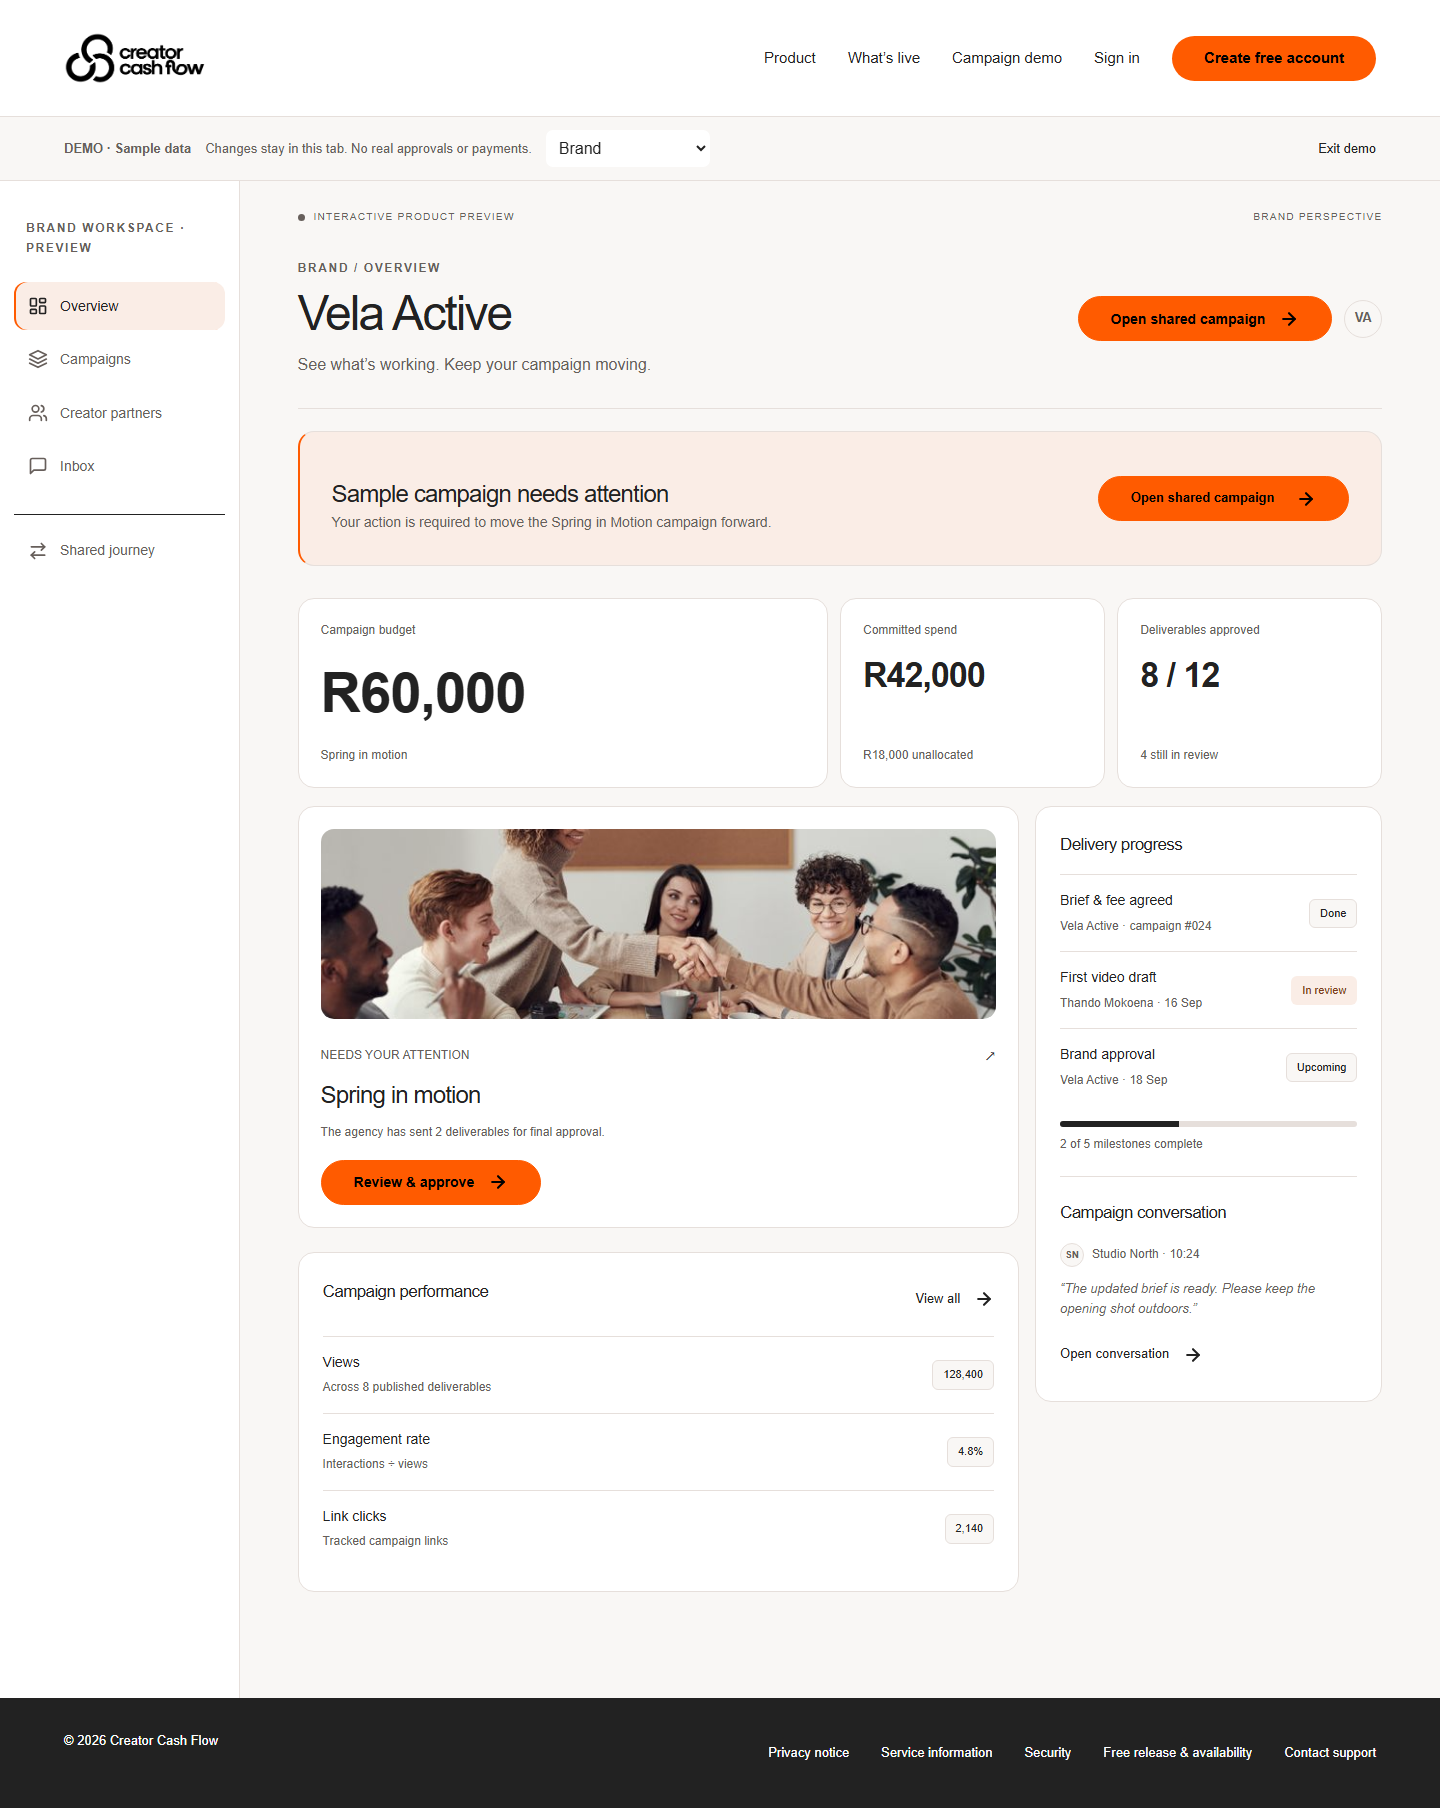 creator
cash flow
Product
What's live
Campaign demo
Sign in
Create free account
DEMO · Sample data
Changes stay in this tab. No real approvals or payments.
Brand
Exit demo
BRAND WORKSPACE ·
PREVIEW
Overview
Campaigns
Creator partners
Inbox
Shared journey
INTERACTIVE PRODUCT PREVIEW
BRAND PERSPECTIVE
BRAND / OVERVIEW
Vela Active
See what's working. Keep your campaign moving.
Open shared campaign
VA
Sample campaign needs attention
Your action is required to move the Spring in Motion campaign forward.
Open shared campaign
Campaign budget
R60,000
Spring in motion
Committed spend
R42,000
R18,000 unallocated
Deliverables approved
8 / 12
4 still in review
NEEDS YOUR ATTENTION
Spring in motion
The agency has sent 2 deliverables for final approval.
Review & approve
Campaign performance
View all
Views
Across 8 published deliverables
128,400
Engagement rate
Interactions ÷ views
4.8%
Link clicks
Tracked campaign links
2,140
Delivery progress
Brief & fee agreed
Vela Active · campaign #024
Done
First video draft
Thando Mokoena · 16 Sep
In review
Brand approval
Vela Active · 18 Sep
Upcoming
2 of 5 milestones complete
Campaign conversation
SN
Studio North · 10:24
“The updated brief is ready. Please keep the
opening shot outdoors.”
Open conversation
© 2026 Creator Cash Flow
Privacy notice
Service information
Security
Free release & availability
Contact support